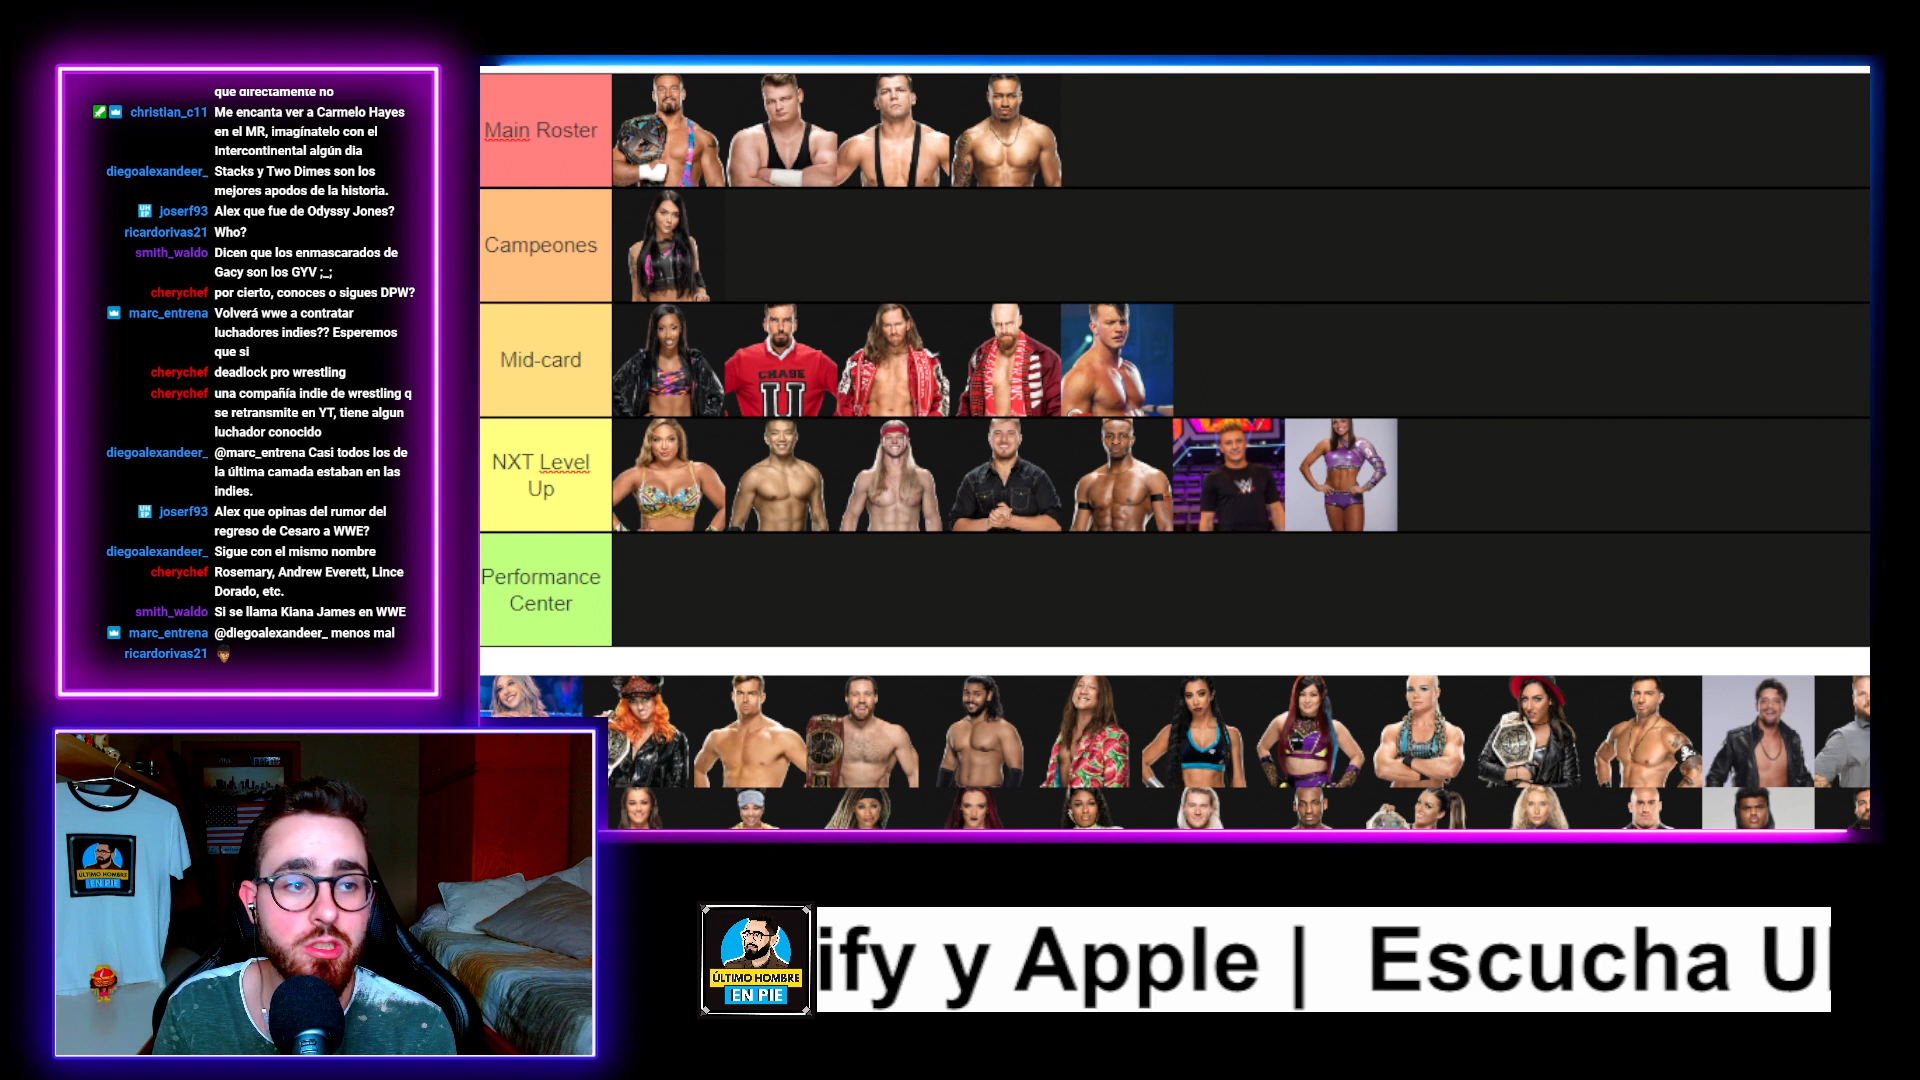 que directamente no
christian_c11 Me encanta ver a Carmelo Hayes
en el MR, imagínatelo con el
Intercontinental algún dia
diegoalexandeer_ Stacks y Two Dimes son los
mejores apodos de la historia.
joserf93 Alex que fue de Odyssy Jones?
ricardorivas21 Who?
smith_waldo Dicen que los enmascarados de
Gacy son los GYV ;_;
cherychef por cierto, conoces o sigues DPW?
marc_entrena Volverá wwe a contratar
luchadores indies?? Esperemos
que si
cherychef deadlock pro wrestling
cherychef una compañía indie de wrestling q
se retransmite en YT, tiene algun
luchador conocido
diegoalexandeer_ @marc_entrena Casi todos los de
la última camada estaban en las
indies.
joserf93 Alex que opinas del rumor del
regreso de Cesaro a WWE?
diegoalexandeer_ Sigue con el mismo nombre
cherychef Rosemary, Andrew Everett, Lince
Dorado, etc.
smith_waldo Si se llama Kiana James en WWE
marc_entrena @diegoalexandeer_ menos mal
ricardorivas21
Main Roster
Campeones
Mid-card
CHASE
U
NXT Level
Up
Performance
Center
ÚLTIMO HOMBRE
EN PIE
ÚLTIMO HOMBRE
EN PIE
ify y Apple | Escucha Ul